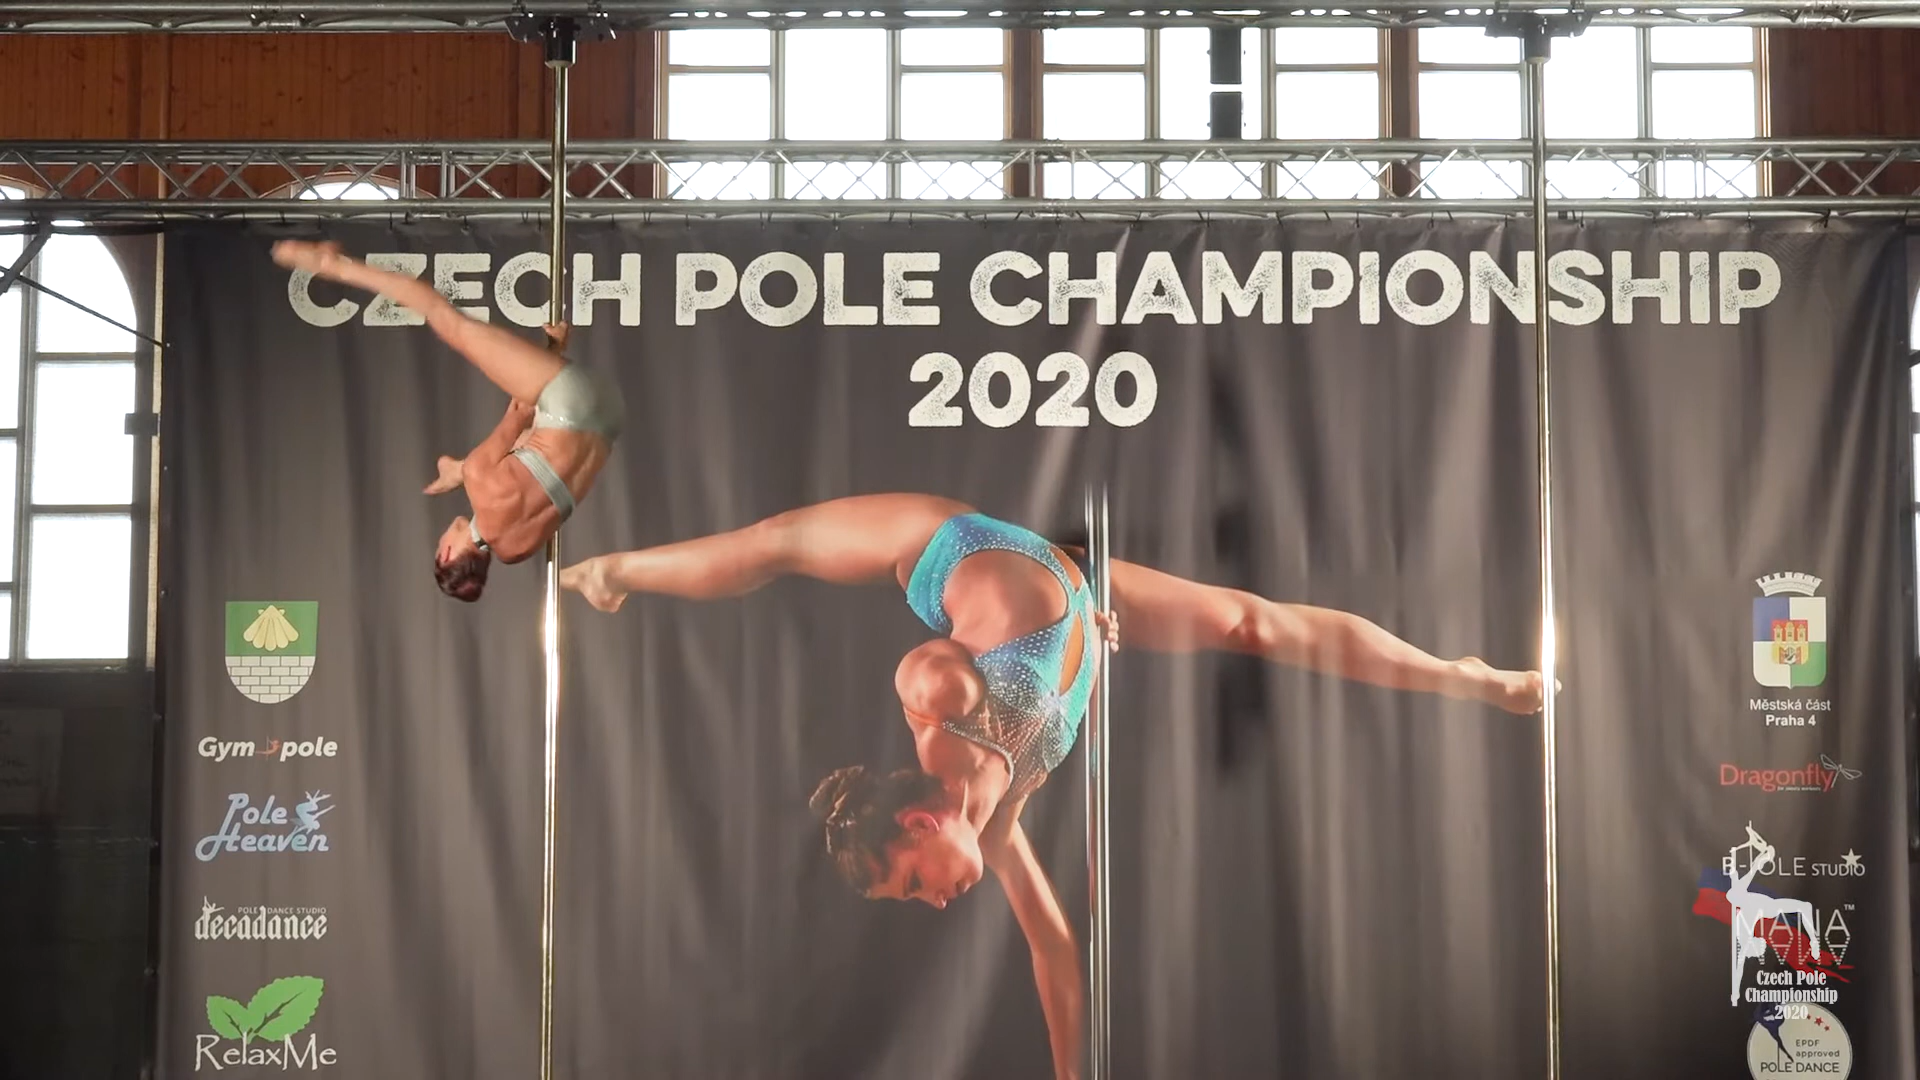 CZECH POLE CHAMPIONSHIP
2020
Gym pole
Pole
Heaven
POLE DANCE STUDIO
decadance
RelaxMe
Městská část
Praha 4
Dragonfly
B-POLE STUDIO
MANA™
Czech Pole
Championship
2020
EPDF
approved
POLE DANCE